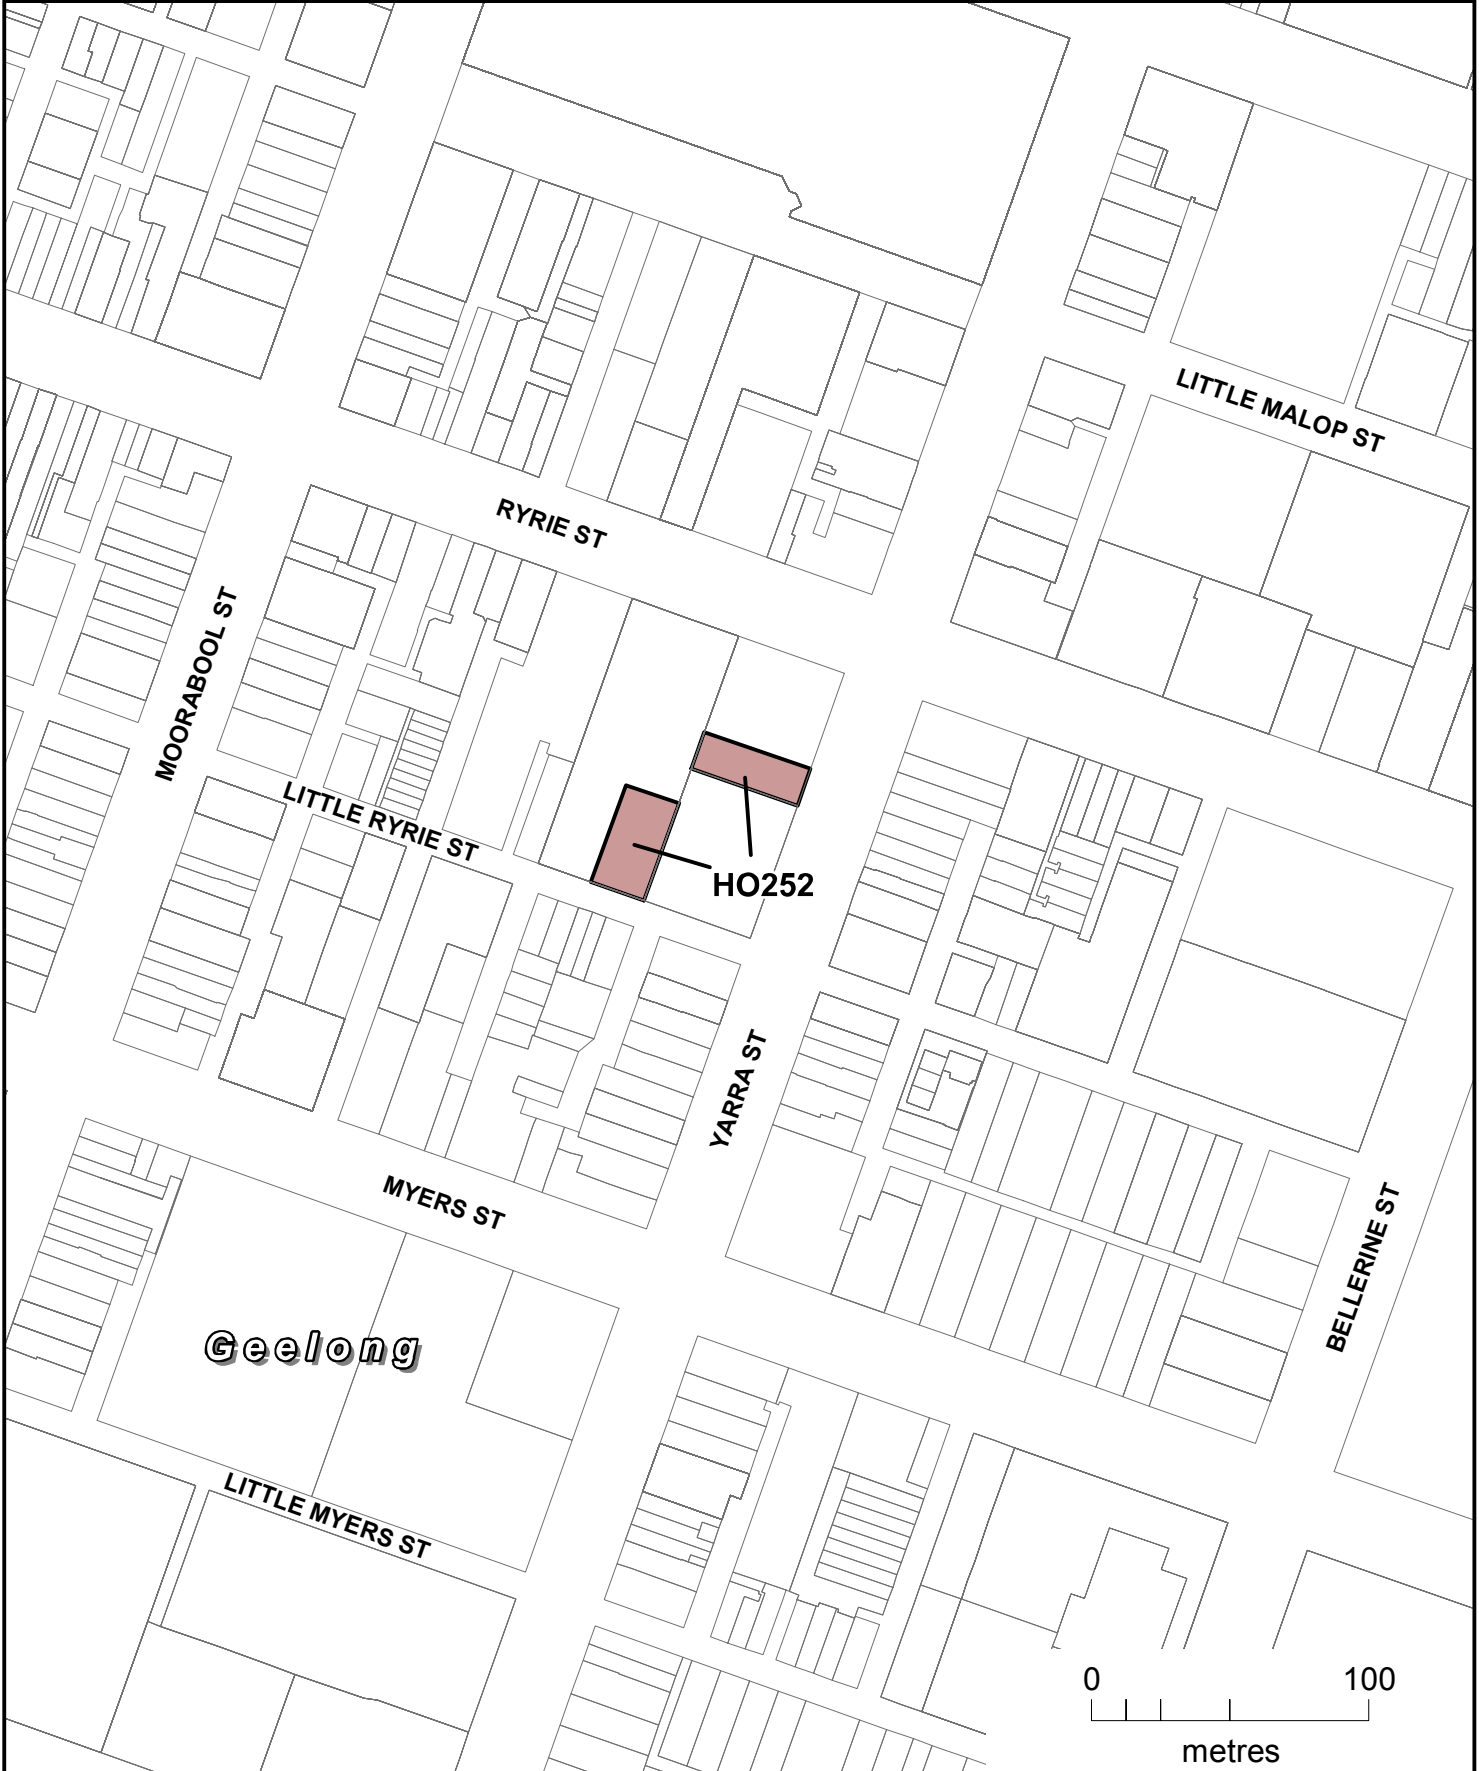 LITTLE MALOP ST
RYRIE ST
MOORABOOL ST
LITTLE RYRIE ST
HO252
YARRA ST
MYERS ST
BELLERINE ST
Geelong
LITTLE MYERS ST
0 100
metres